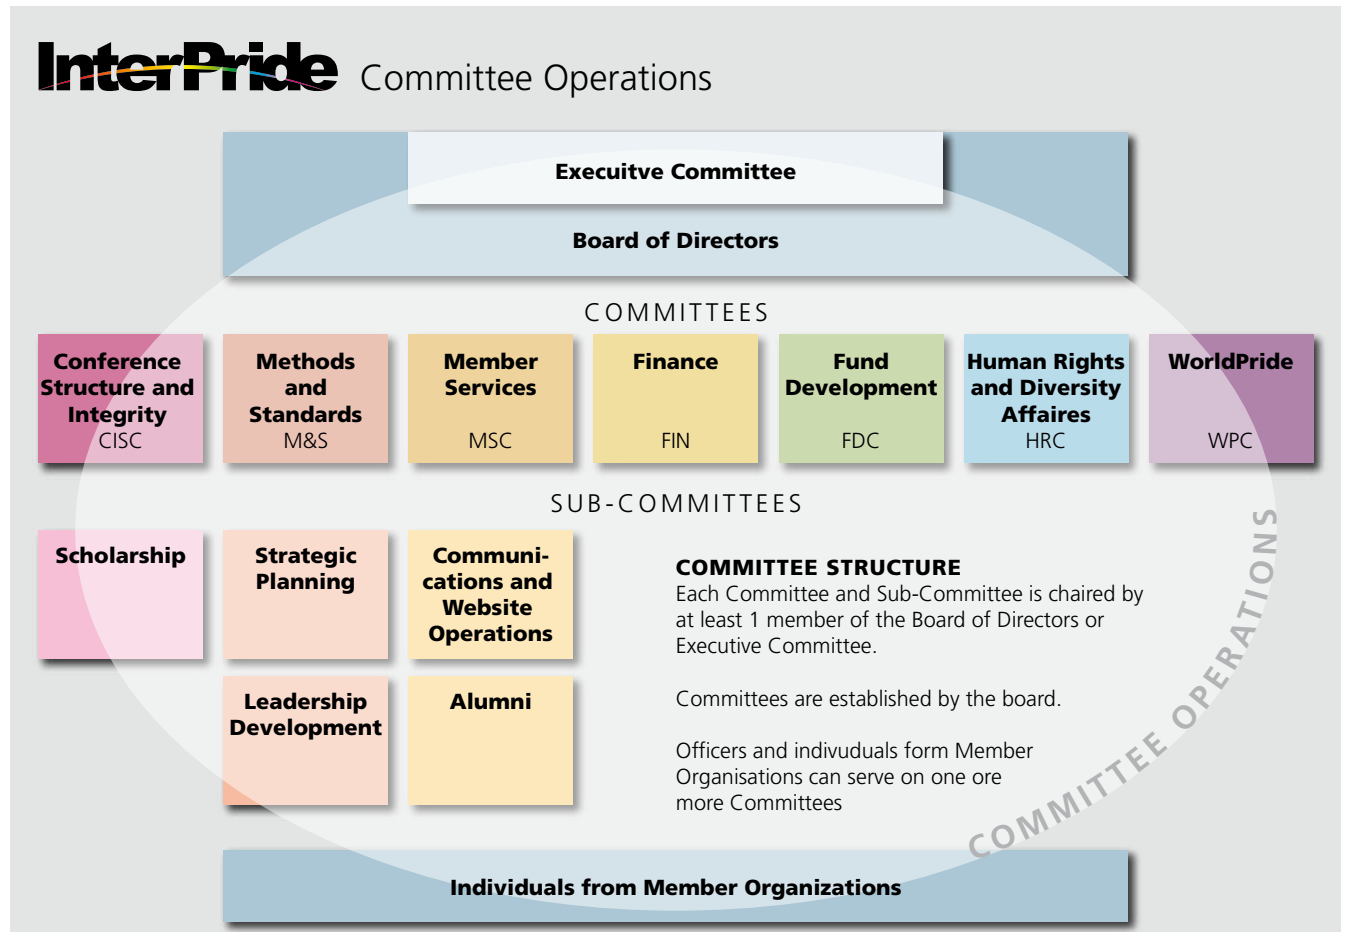 InterPride Committee Operations
Execuitve Committee
Board of Directors
COMMITTEES
Conference
Structure and
Integrity
CISC
Methods
and
Standards
M&S
Member
Services
MSC
Finance
FIN
Fund
Development
FDC
Human Rights
and Diversity
Affaires
HRC
WorldPride
WPC
SUB-COMMITTEES
Scholarship
Strategic
Planning
Communi-
cations and
Website
Operations
Leadership
Development
Alumni
COMMITTEE STRUCTURE
Each Committee and Sub-Committee is chaired by
at least 1 member of the Board of Directors or
Executive Committee.
Committees are established by the board.
Officers and indivuduals form Member
Organisations can serve on one ore
more Committees
COMMITTEE OPERATIONS
Individuals from Member Organizations